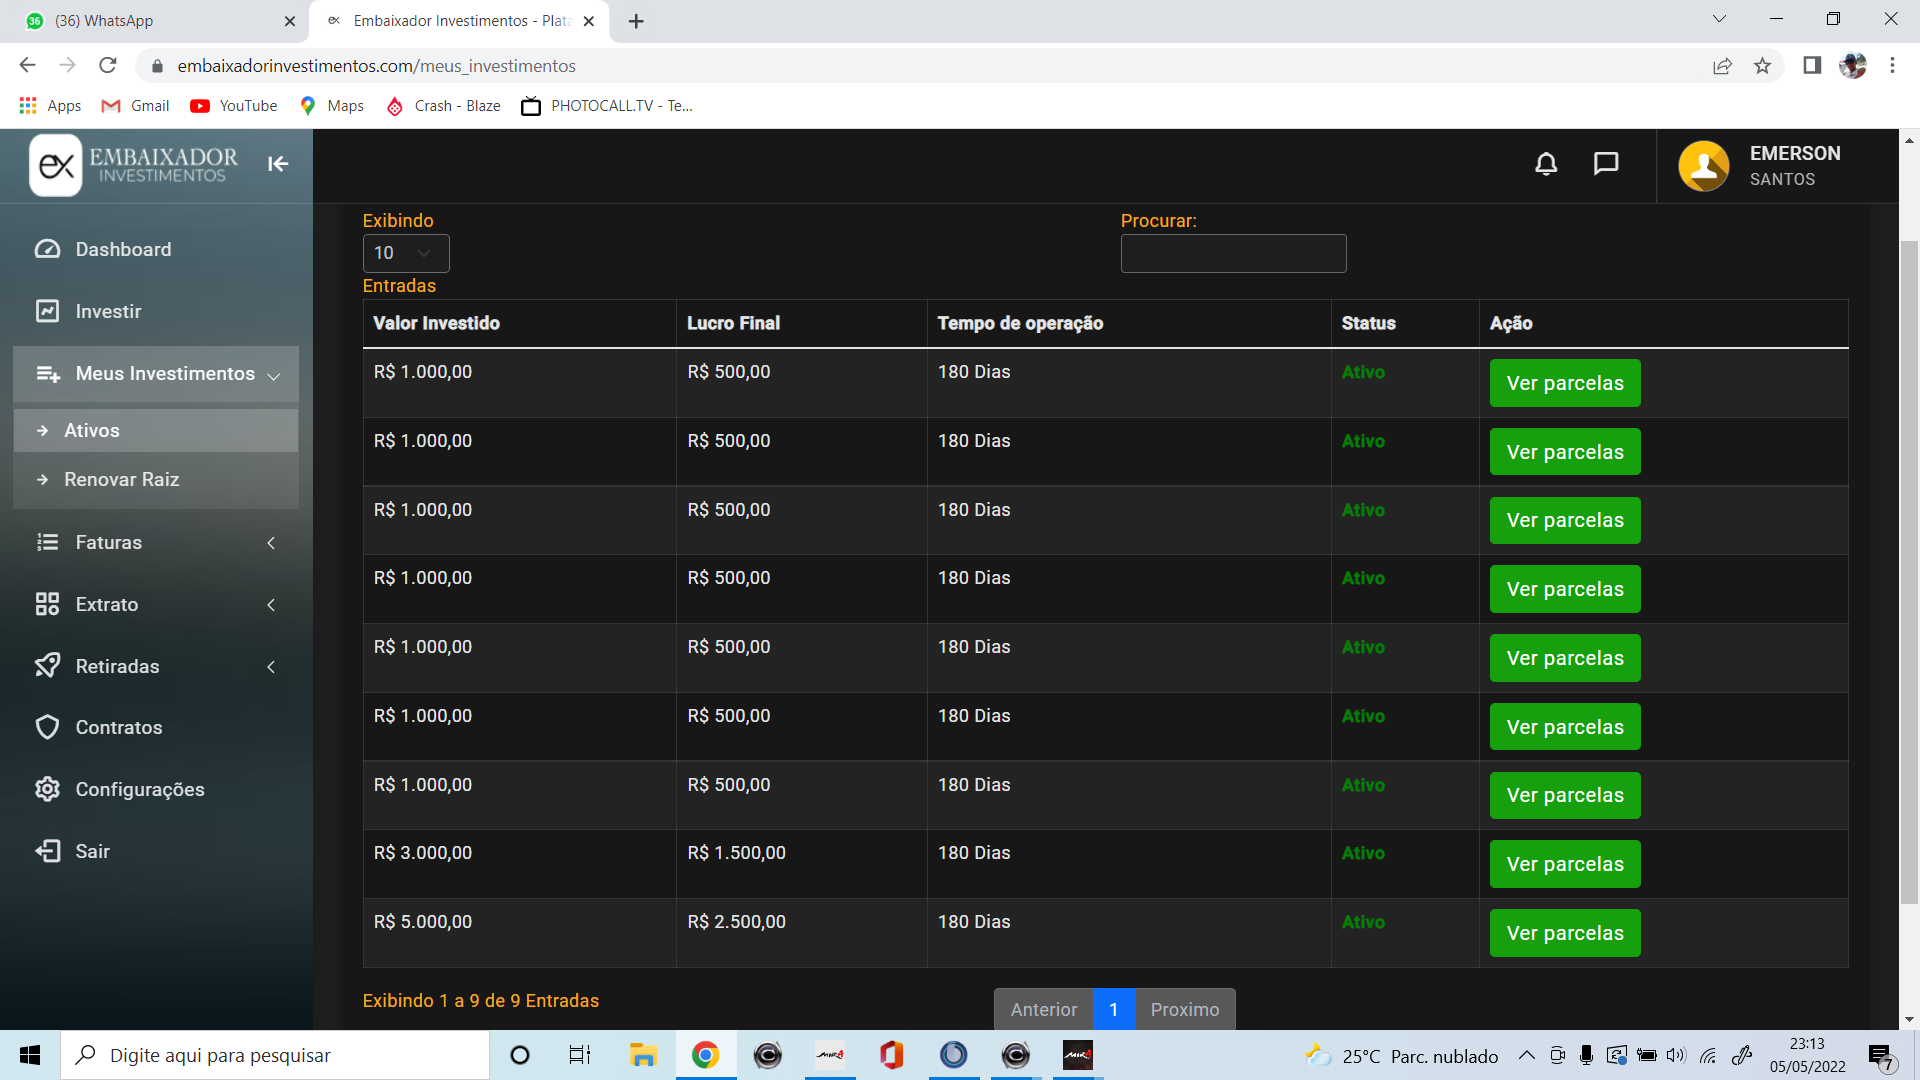 (36) WhatsApp
Embaixador Investimentos - Plata
embaixadorinvestimentos.com/meus_investimentos
Apps Gmail YouTube Maps Crash - Blaze PHOTOCALL.TV - Te...
ex EMBAIXADOR
INVESTIMENTOS
EMERSON
SANTOS
Dashboard
Investir
Meus Investimentos
Ativos
Renovar Raiz
Faturas
Extrato
Retiradas
Contratos
Configurações
Sair
Exibindo
10
Entradas
Procurar:
Valor Investido Lucro Final Tempo de operação Status Ação
R$ 1.000,00 R$ 500,00 180 Dias Ativo Ver parcelas
R$ 1.000,00 R$ 500,00 180 Dias Ativo Ver parcelas
R$ 1.000,00 R$ 500,00 180 Dias Ativo Ver parcelas
R$ 1.000,00 R$ 500,00 180 Dias Ativo Ver parcelas
R$ 1.000,00 R$ 500,00 180 Dias Ativo Ver parcelas
R$ 1.000,00 R$ 500,00 180 Dias Ativo Ver parcelas
R$ 1.000,00 R$ 500,00 180 Dias Ativo Ver parcelas
R$ 3.000,00 R$ 1.500,00 180 Dias Ativo Ver parcelas
R$ 5.000,00 R$ 2.500,00 180 Dias Ativo Ver parcelas
Exibindo 1 a 9 de 9 Entradas
Anterior 1 Proximo
Digite aqui para pesquisar
25°C Parc. nublado
23:13
05/05/2022
7